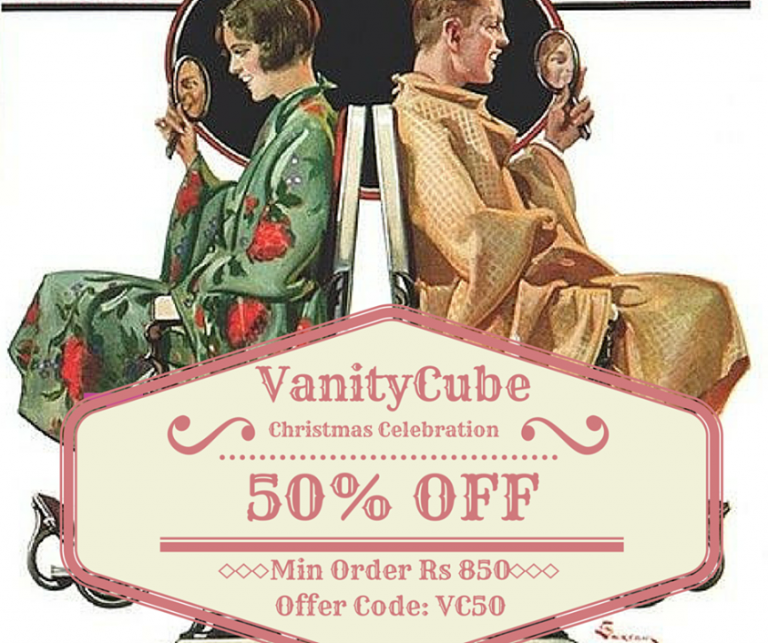 VanityCube
Christmas Celebration
50% OFF
Min Order Rs 850
Offer Code: VC50